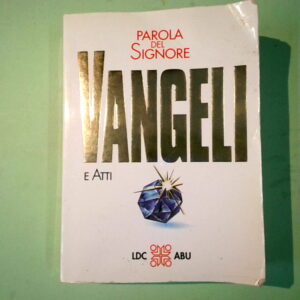 PAROLA
DEL
SIGNORE
VANGELI
E ATTI
LDC ABU